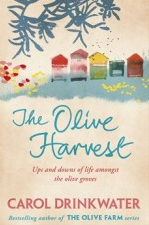 The Olive
Harvest
Ups and downs of life amongst
the olive groves
CAROL DRINKWATER
Bestselling author of THE OLIVE FARM series